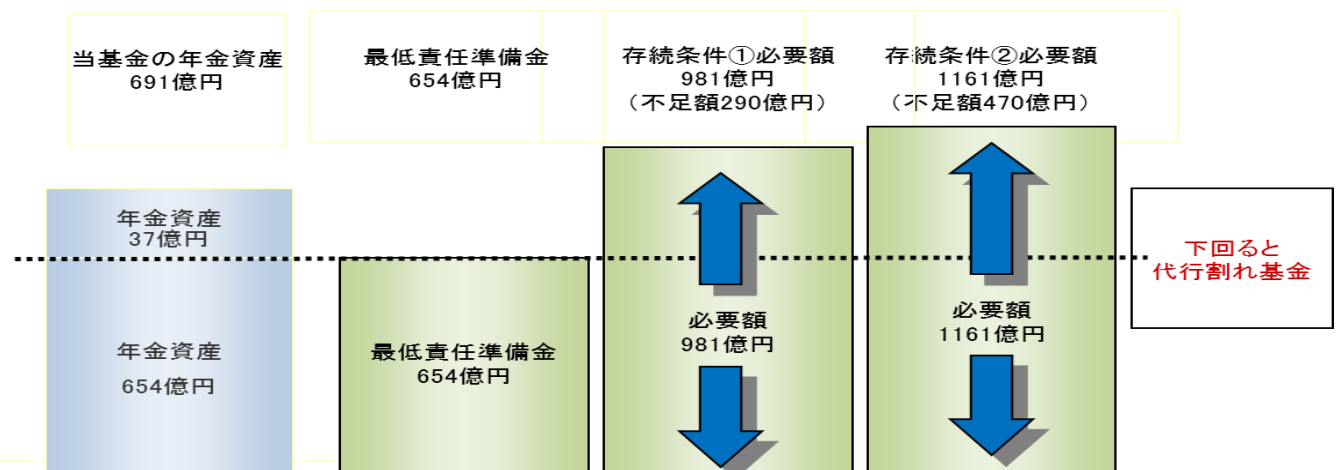 当基金の年金資産
691億円
最低責任準備金
654億円
存続条件①必要額
981億円
（不足額290億円）
存続条件②必要額
1161億円
（不足額470億円）
年金資産
37億円
年金資産
654億円
最低責任準備金
654億円
必要額
981億円
必要額
1161億円
下回ると
代行割れ基金